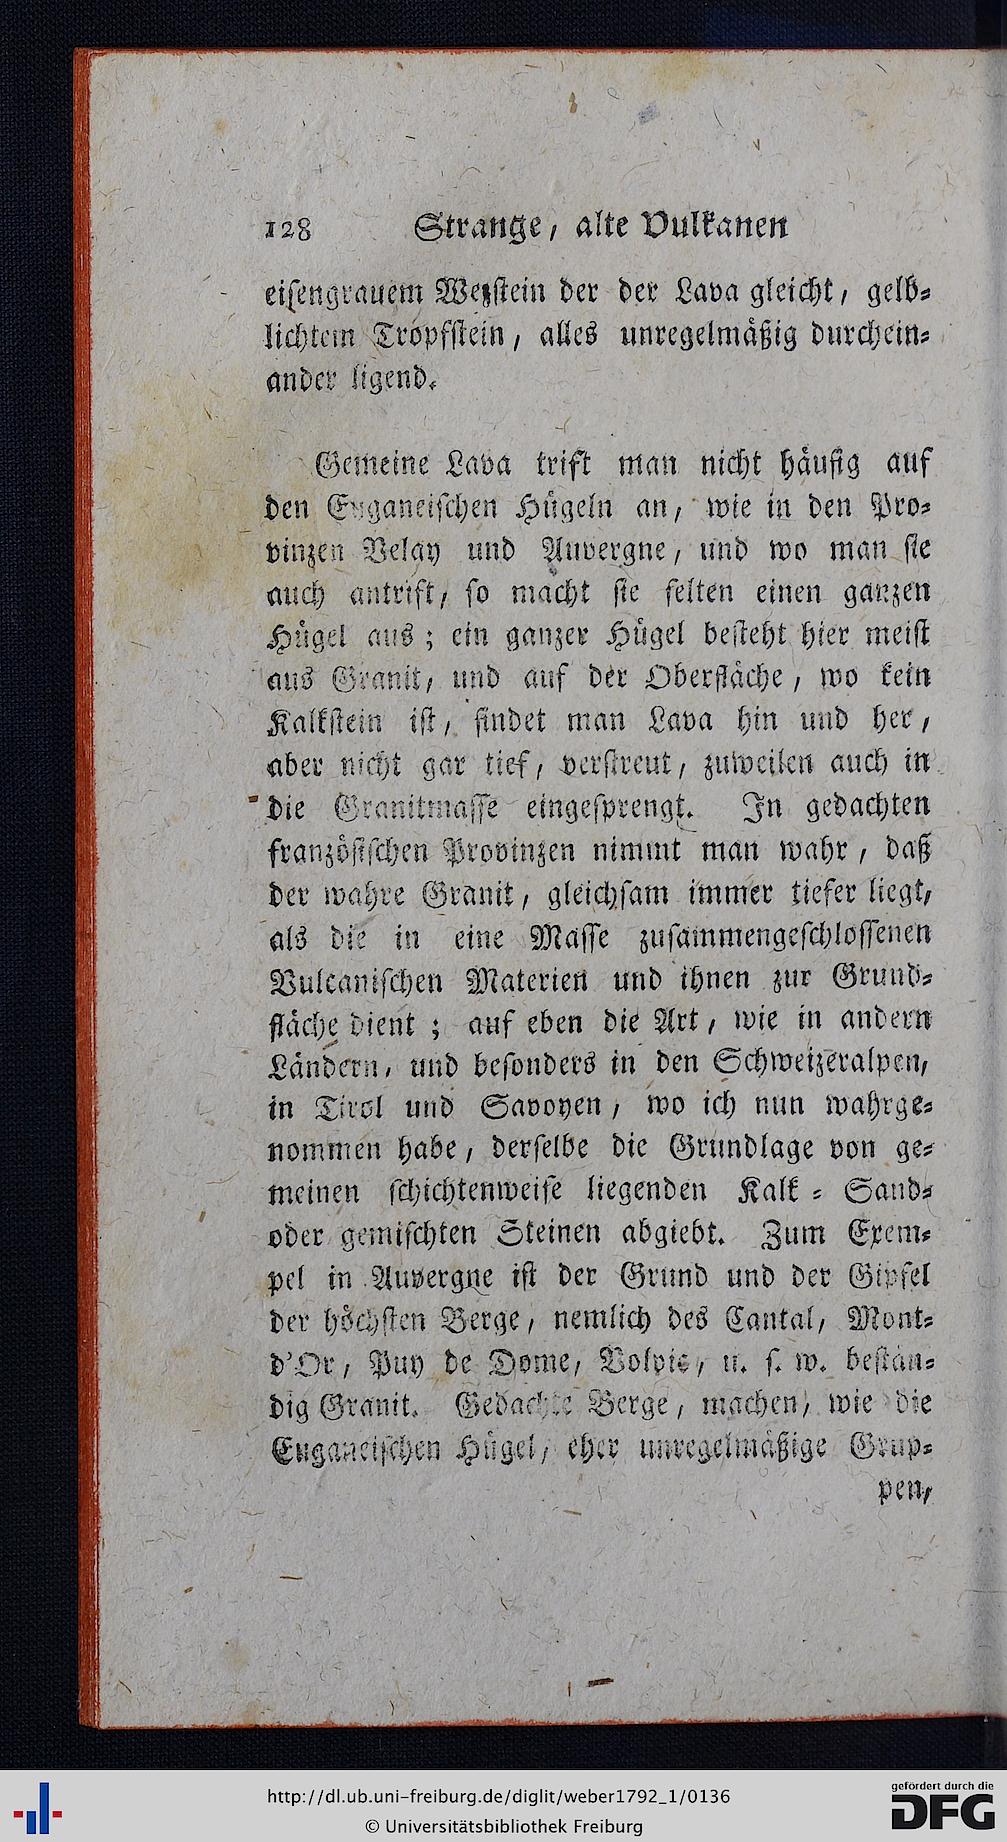 128 Strange, alte Vulkanen
eisengrauem Wezstein der der Lava gleicht, gelb-
lichtem Tropfstein, alles unregelmäßig durchein-
ander ligend.
Gemeine Lava trift man nicht häufig auf
den Euganeischen Hügeln an, wie in den Pro-
vinzen Velay und Auvergne, und wo man sie
auch antrift, so macht sie selten einen ganzen
Hügel aus; ein ganzer Hügel besteht hier meist
aus Granit, und auf der Oberfläche, wo kein
Kalkstein ist, findet man Lava hin und her,
aber nicht gar tief, verstreut, zuweilen auch in
die Granitmasse eingesprengt. In gedachten
französischen Provinzen nimmt man wahr, daß
der wahre Granit, gleichsam immer tiefer liegt,
als die in eine Masse zusammengeschlossenen
Vulcanischen Materien und ihnen zur Grund-
fläche dient; auf eben die Art, wie in andern
Ländern, und besonders in den Schweizeralpen,
in Tirol und Savoyen, wo ich nun wahrge-
nommen habe, derselbe die Grundlage von ge-
meinen schichtenweise liegenden Kalk- Sand-
oder gemischten Steinen abgiebt. Zum Exem-
pel in Auvergne ist der Grund und der Gipfel
der höchsten Berge, nemlich des Cantal, Mont-
d'Or, Puy de Dome, Volvic, u. s. w. bestän-
dig Granit. Gedachte Berge, machen, wie die
Euganeischen Hügel, eher unregelmäßige Grup-
pen,
http://dl.ub.uni-freiburg.de/diglit/weber1792_1/0136
© Universitätsbibliothek Freiburg
gefördert durch die
DFG